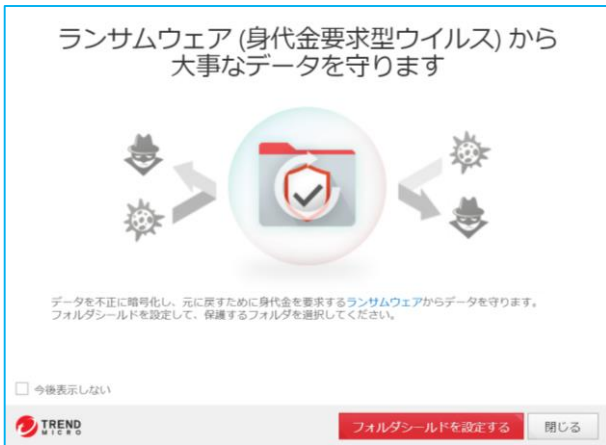 ランサムウェア (身代金要求型ウイルス) から
大事なデータを守ります
データを不正に暗号化し、元に戻すために身代金を要求するランサムウェアからデータを守ります。
フォルダシールドを設定して、保護するフォルダを選択してください。
今後表示しない
TREND
MICRO
フォルダシールドを設定する
閉じる